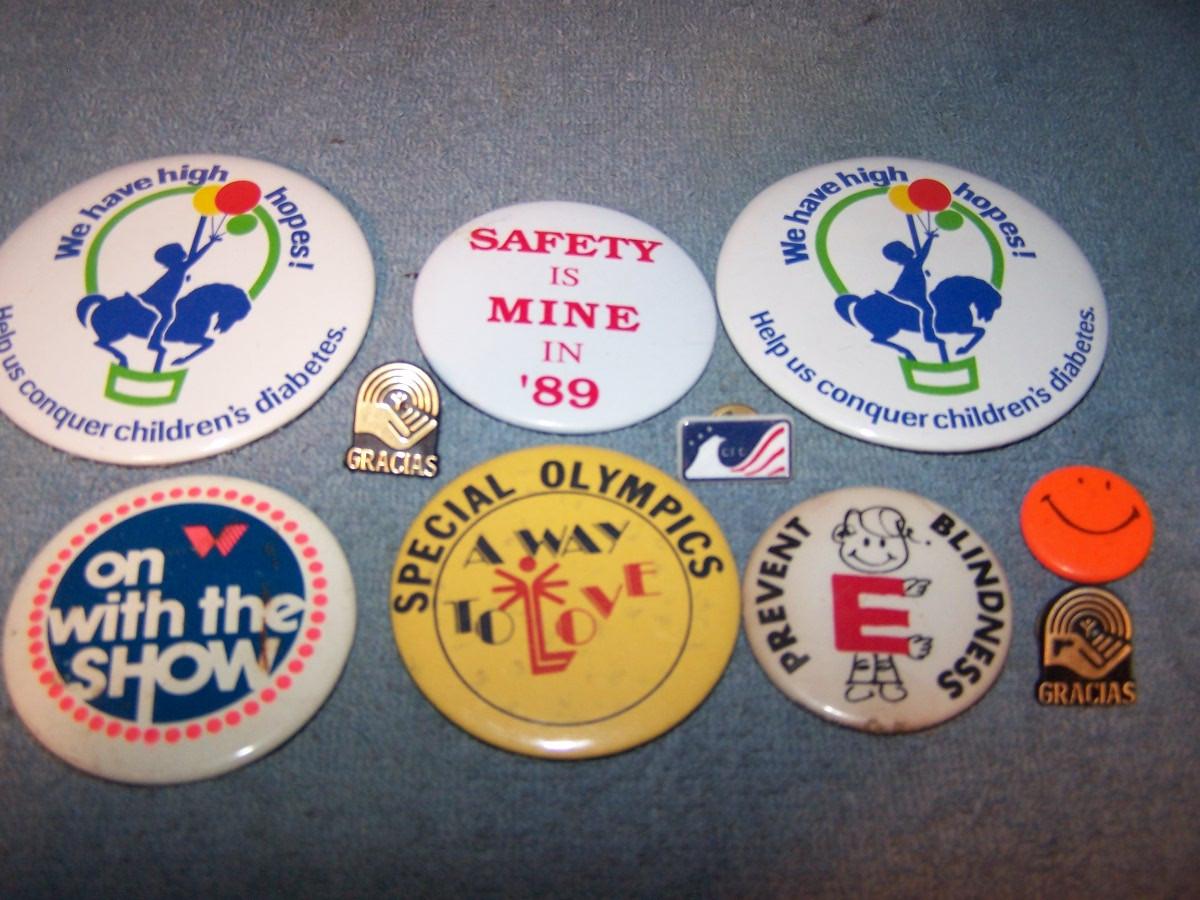 We have high hopes!
Help us conquer children's diabetes.
SAFETY
IS
MINE
IN
'89
We have high hopes!
Help us conquer children's diabetes.
GRACIAS
CFC
on
with the
SHOW
SPECIAL OLYMPICS
A WAY
TO LOVE
PREVENT BLINDNESS
E
GRACIAS